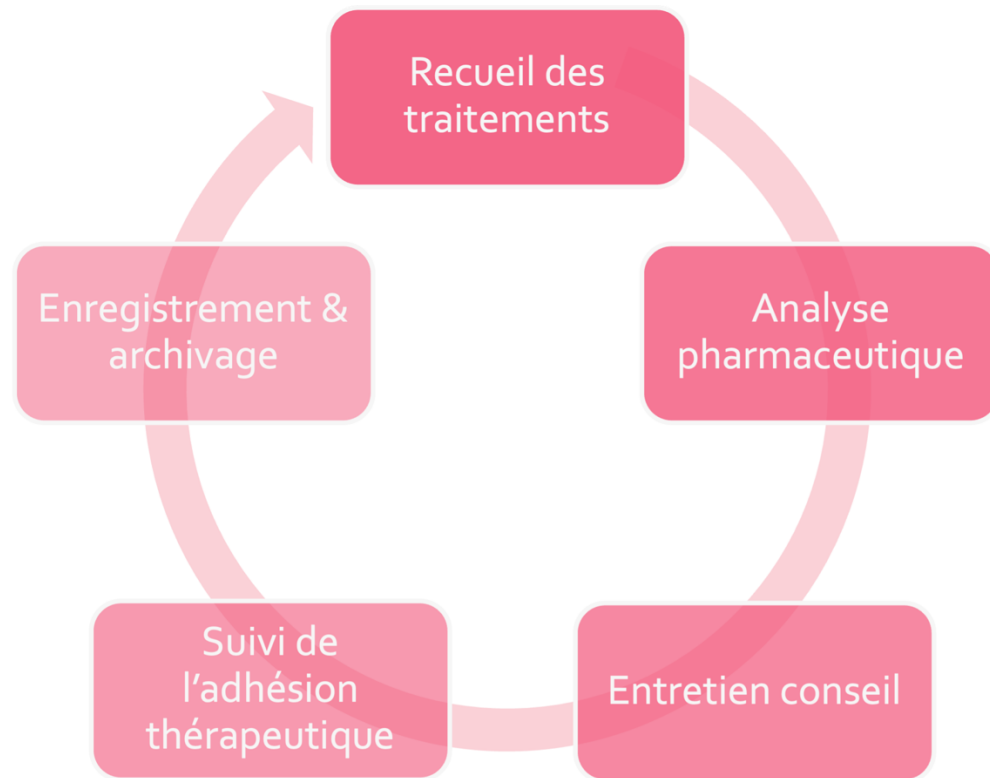 Recueil des
traitements
Analyse
pharmaceutique
Entretien conseil
Suivi de
l’adhésion
thérapeutique
Enregistrement &
archivage